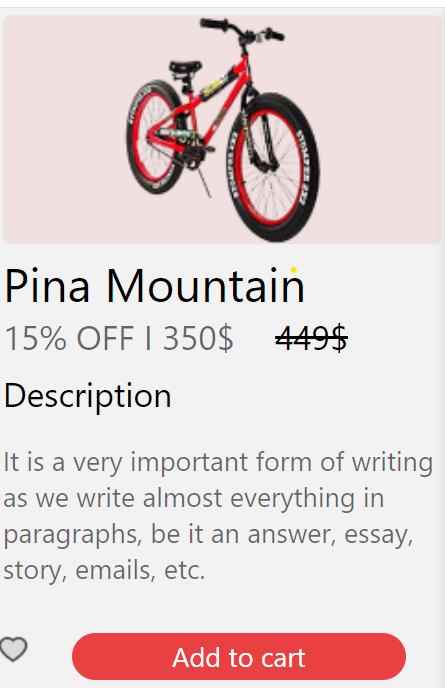 Pina Mountain
15% OFF I 350$ 449$
Description
It is a very important form of writing
as we write almost everything in
paragraphs, be it an answer, essay,
story, emails, etc.
Add to cart